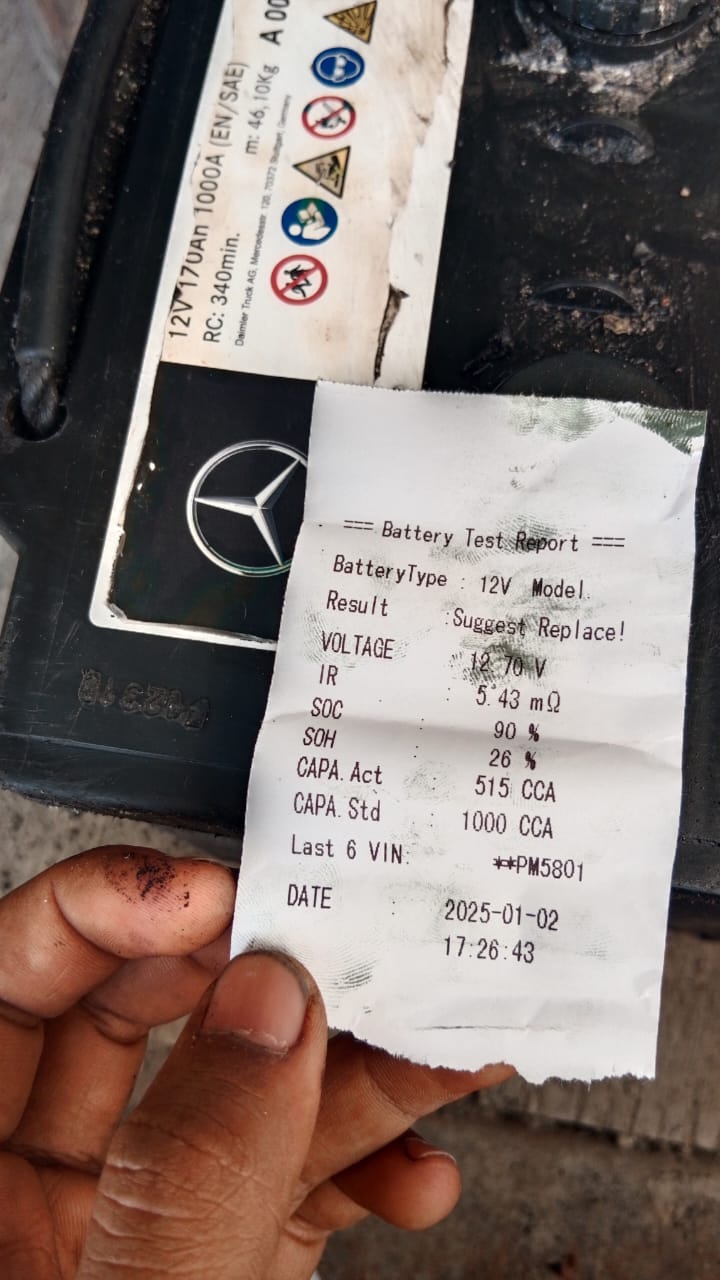 12V 170Ah 1000A (EN/SAE)
RC: 340min.
m: 46,10Kg
A 00
Daimler Truck AG, Mercedesstr. 120, 70372 Stuttgart, Germany
=== Battery Test Report ===
BatteryType : 12V Model.
Result :Suggest Replace!
VOLTAGE : 12.70 V
IR : 5.43 mΩ
SOC : 90 %
SOH : 26 %
CAPA.Act : 515 CCA
CAPA.Std : 1000 CCA
Last 6 VIN: **PM5801
DATE : 2025-01-02
17:26:43